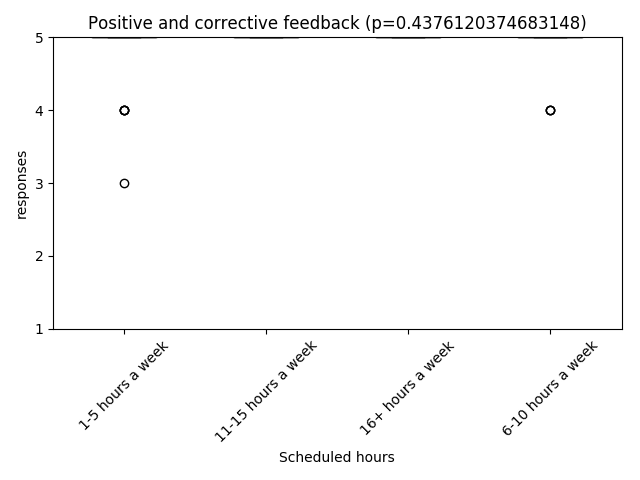 Positive and corrective feedback (p=0.4376120374683148)
5
4
3
2
1
responses
1-5 hours a week
11-15 hours a week
16+ hours a week
6-10 hours a week
Scheduled hours